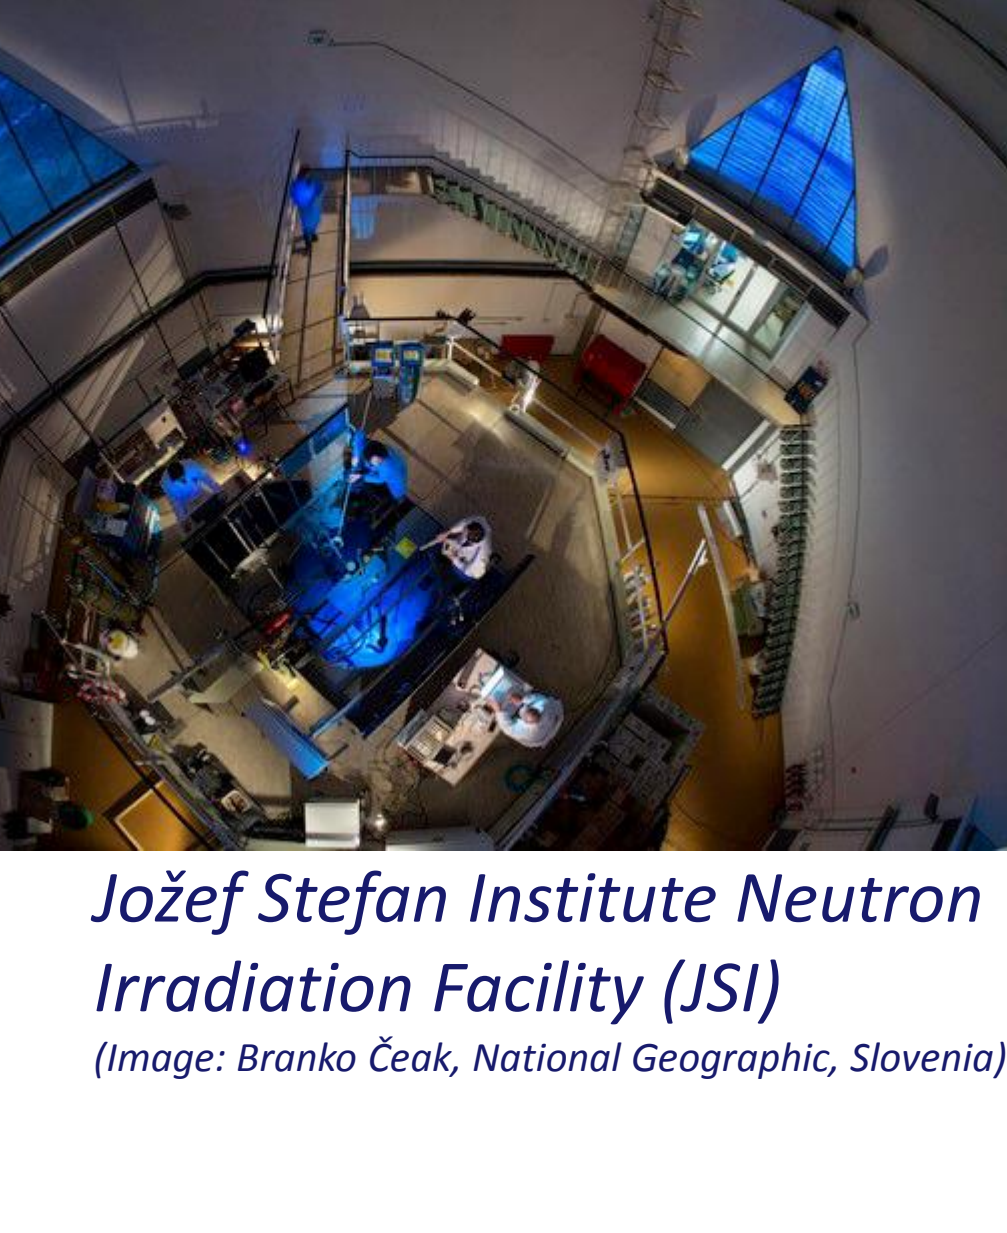 Jožef Stefan Institute Neutron
Irradiation Facility (JSI)
(Image: Branko Čeak, National Geographic, Slovenia)